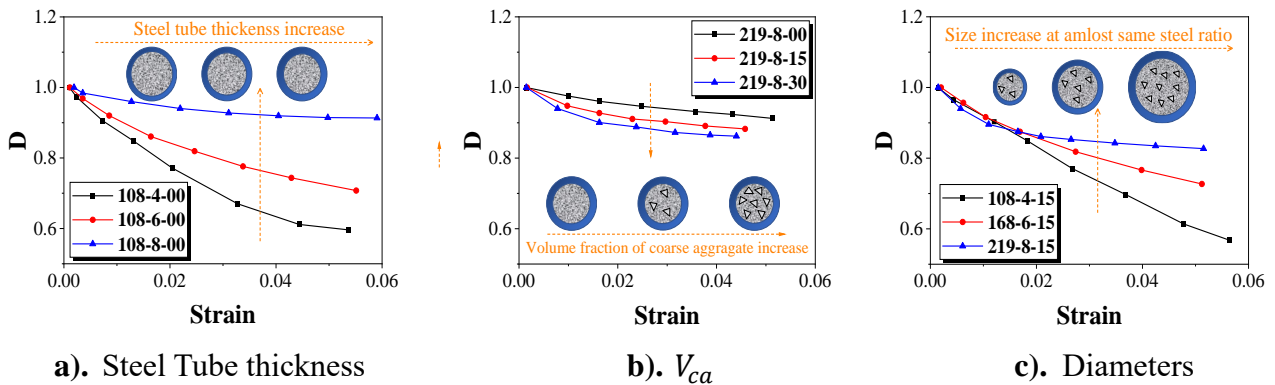 1.2
1.0
0.8
0.6
D
0.00
0.02
0.04
0.06
Strain
Steel tube thickenss increase
108-4-00
108-6-00
108-8-00
a). Steel Tube thickness
1.2
1.0
0.8
0.6
D
0.00
0.02
0.04
0.06
Strain
219-8-00
219-8-15
219-8-30
Volume fraction of coarse aggragate increase
b). V_ca
1.2
1.0
0.8
0.6
D
0.00
0.02
0.04
0.06
Strain
Size increase at amlost same steel ratio
108-4-15
168-6-15
219-8-15
c). Diameters